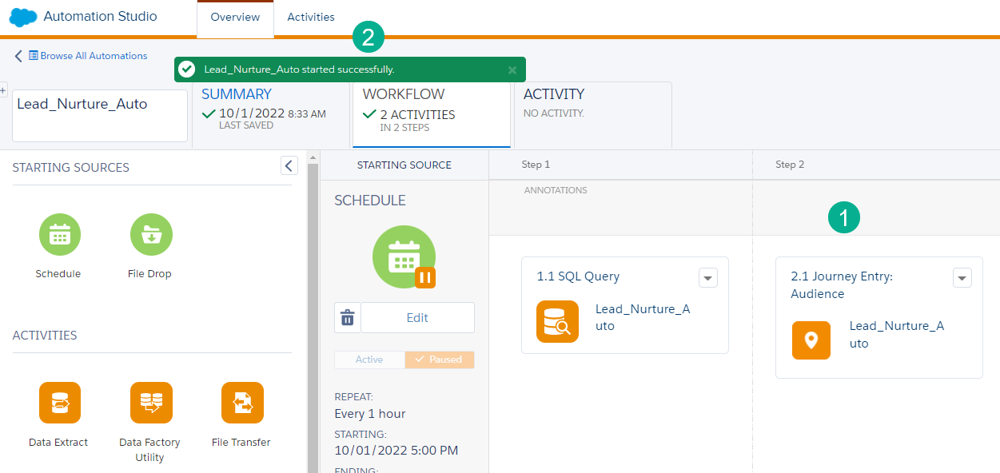 Automation Studio
Overview
Activities
2
Browse All Automations
Lead_Nurture_Auto started successfully.
×
+
Lead_Nurture_Auto
SUMMARY
10/1/2022 8:33 AM
LAST SAVED
WORKFLOW
2 ACTIVITIES
IN 2 STEPS
ACTIVITY
NO ACTIVITY.
STARTING SOURCES
Schedule
File Drop
ACTIVITIES
Data Extract
Data Factory
Utility
File Transfer
STARTING SOURCE
SCHEDULE
Edit
Active
Paused
REPEAT:
Every 1 hour
STARTING:
10/01/2022 5:00 PM
ENDING:
Step 1
Step 2
ANNOTATIONS
1
1.1 SQL Query
Lead_Nurture_A
uto
2.1 Journey Entry:
Audience
Lead_Nurture_A
uto